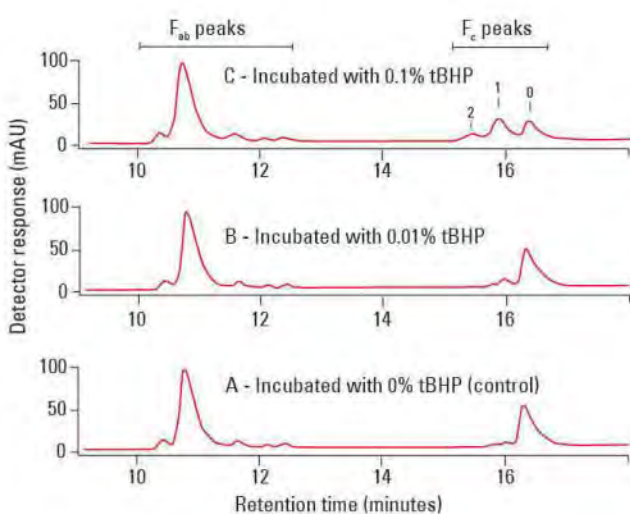 Fab peaks
Fc peaks
C - Incubated with 0.1% tBHP
2 1 0
100
50
0
10 12 14 16
B - Incubated with 0.01% tBHP
100
50
0
10 12 14 16
A - Incubated with 0% tBHP (control)
100
50
0
10 12 14 16
Detector response (mAU)
Retention time (minutes)